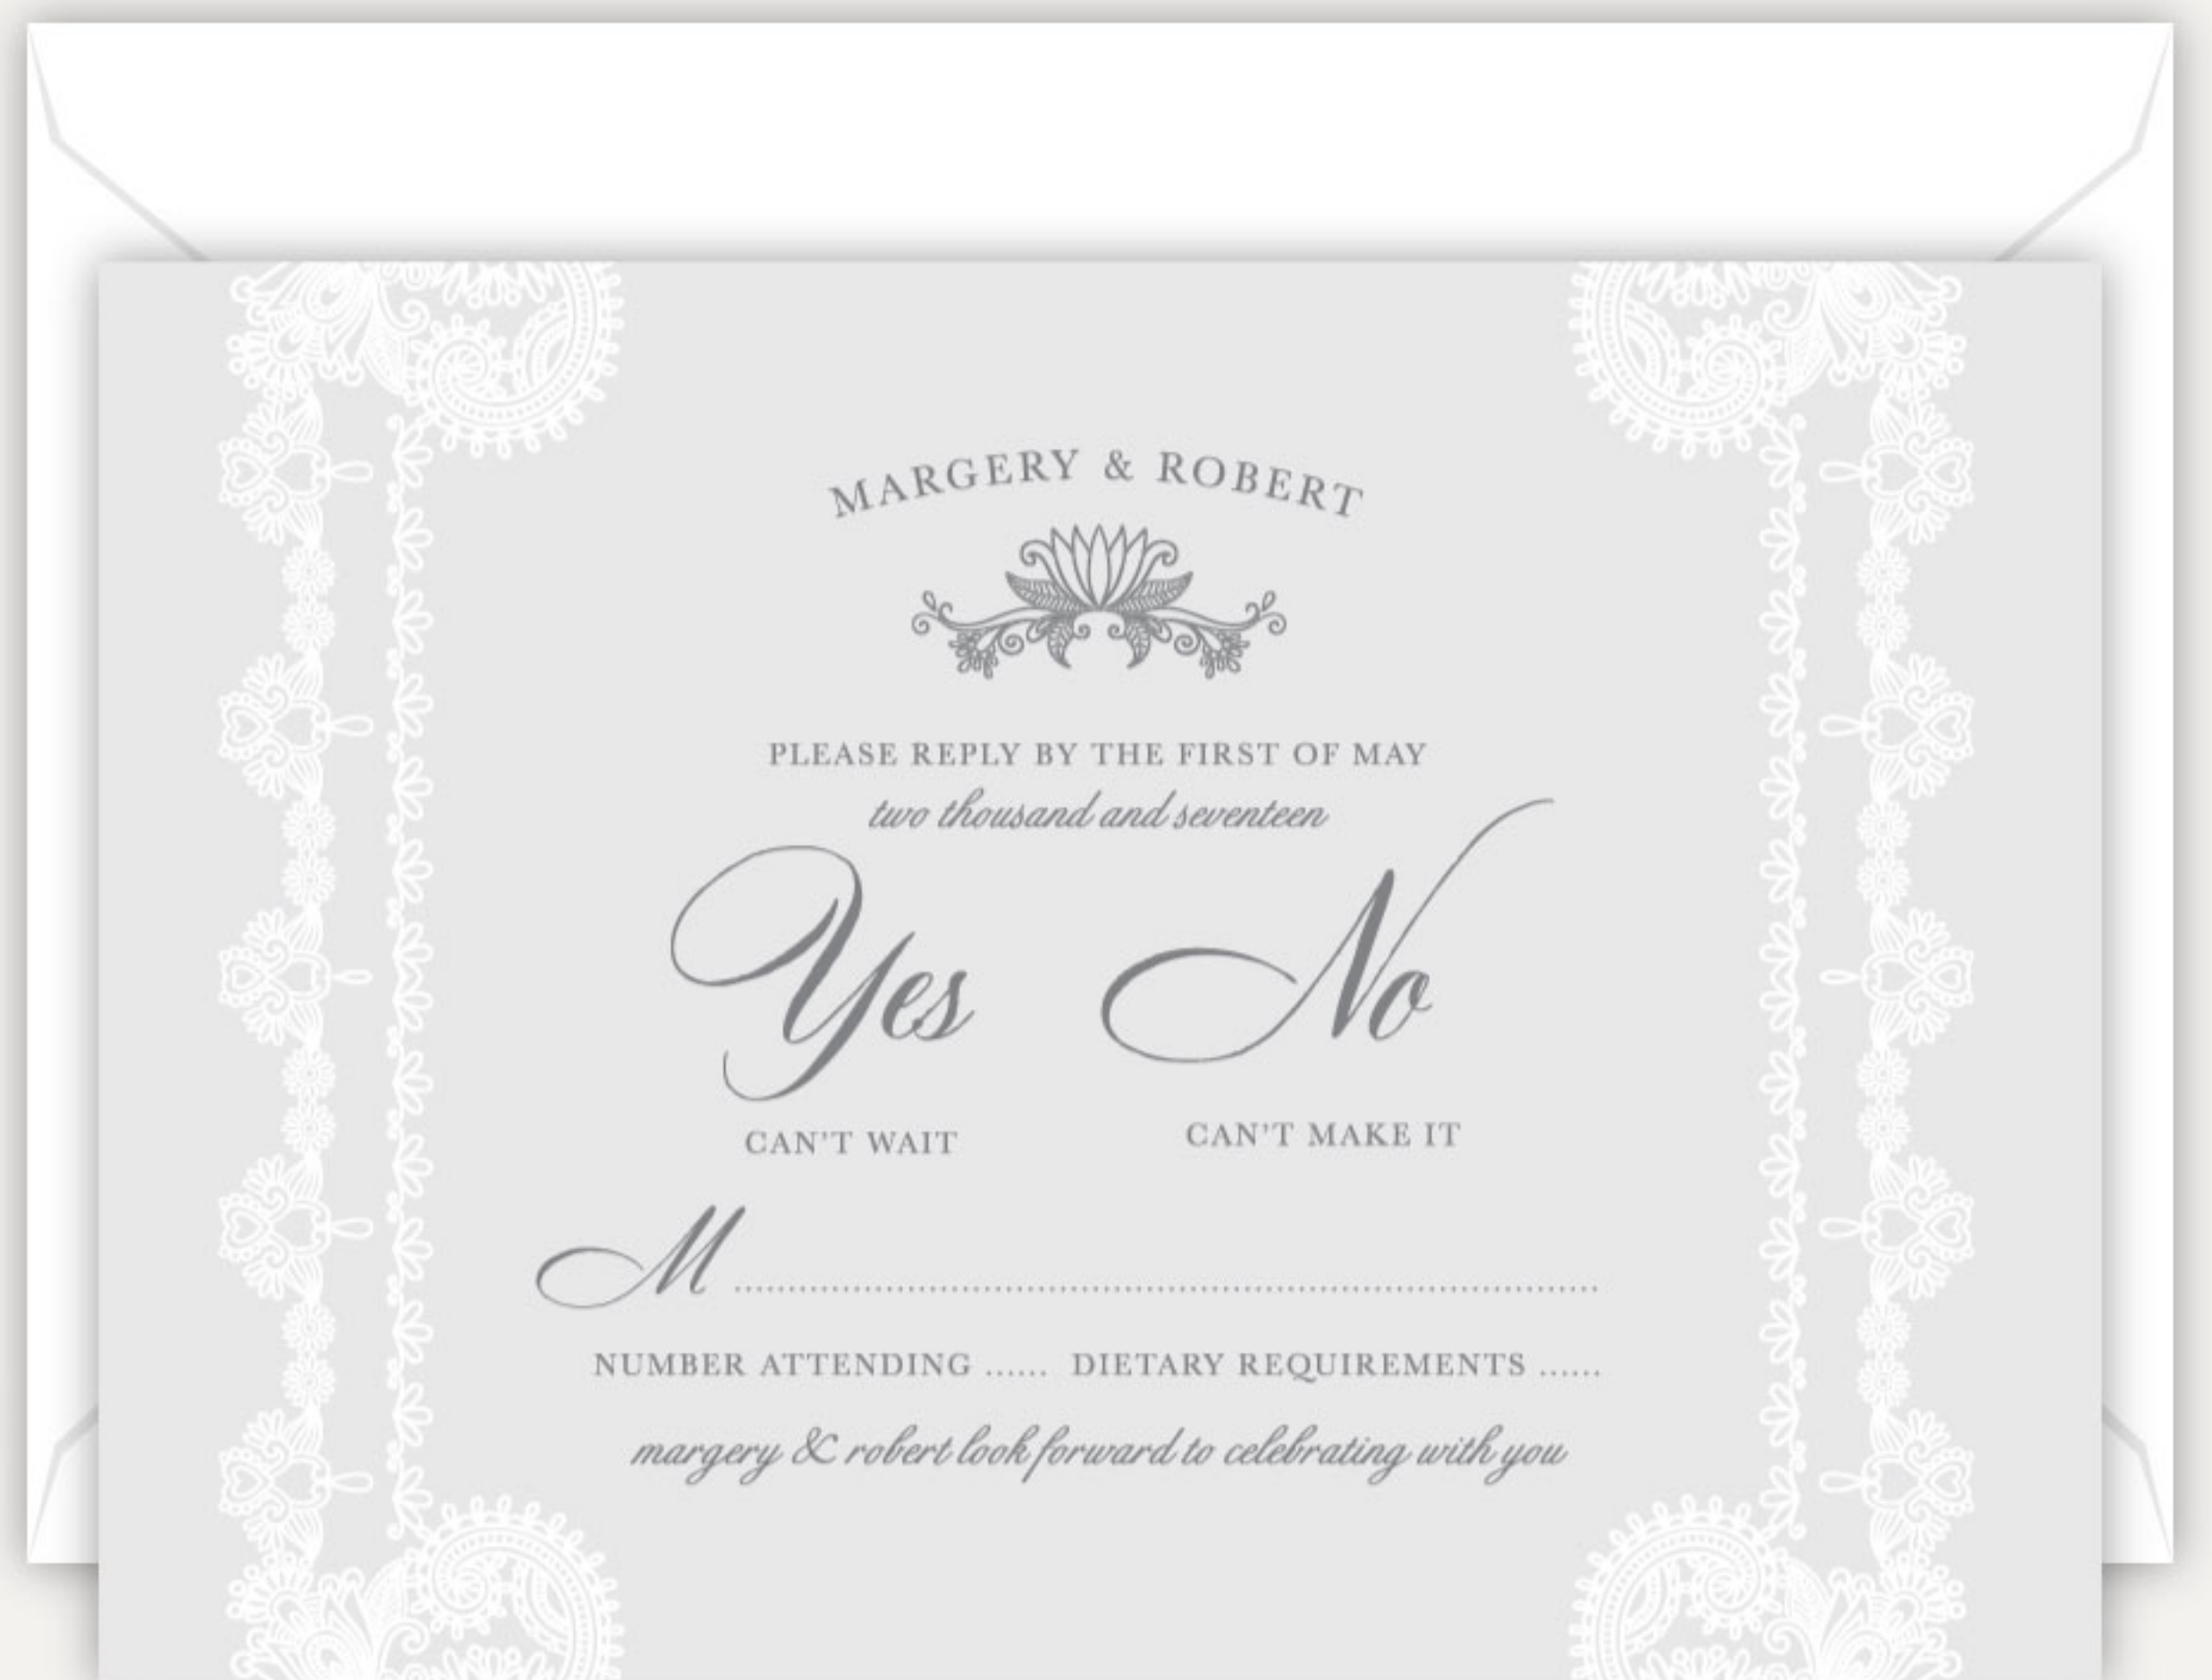 MARGERY & ROBERT
PLEASE REPLY BY THE FIRST OF MAY
two thousand and seventeen
Yes No
CAN'T WAIT CAN'T MAKE IT
M................................................................
NUMBER ATTENDING ...... DIETARY REQUIREMENTS ......
margery & robert look forward to celebrating with you